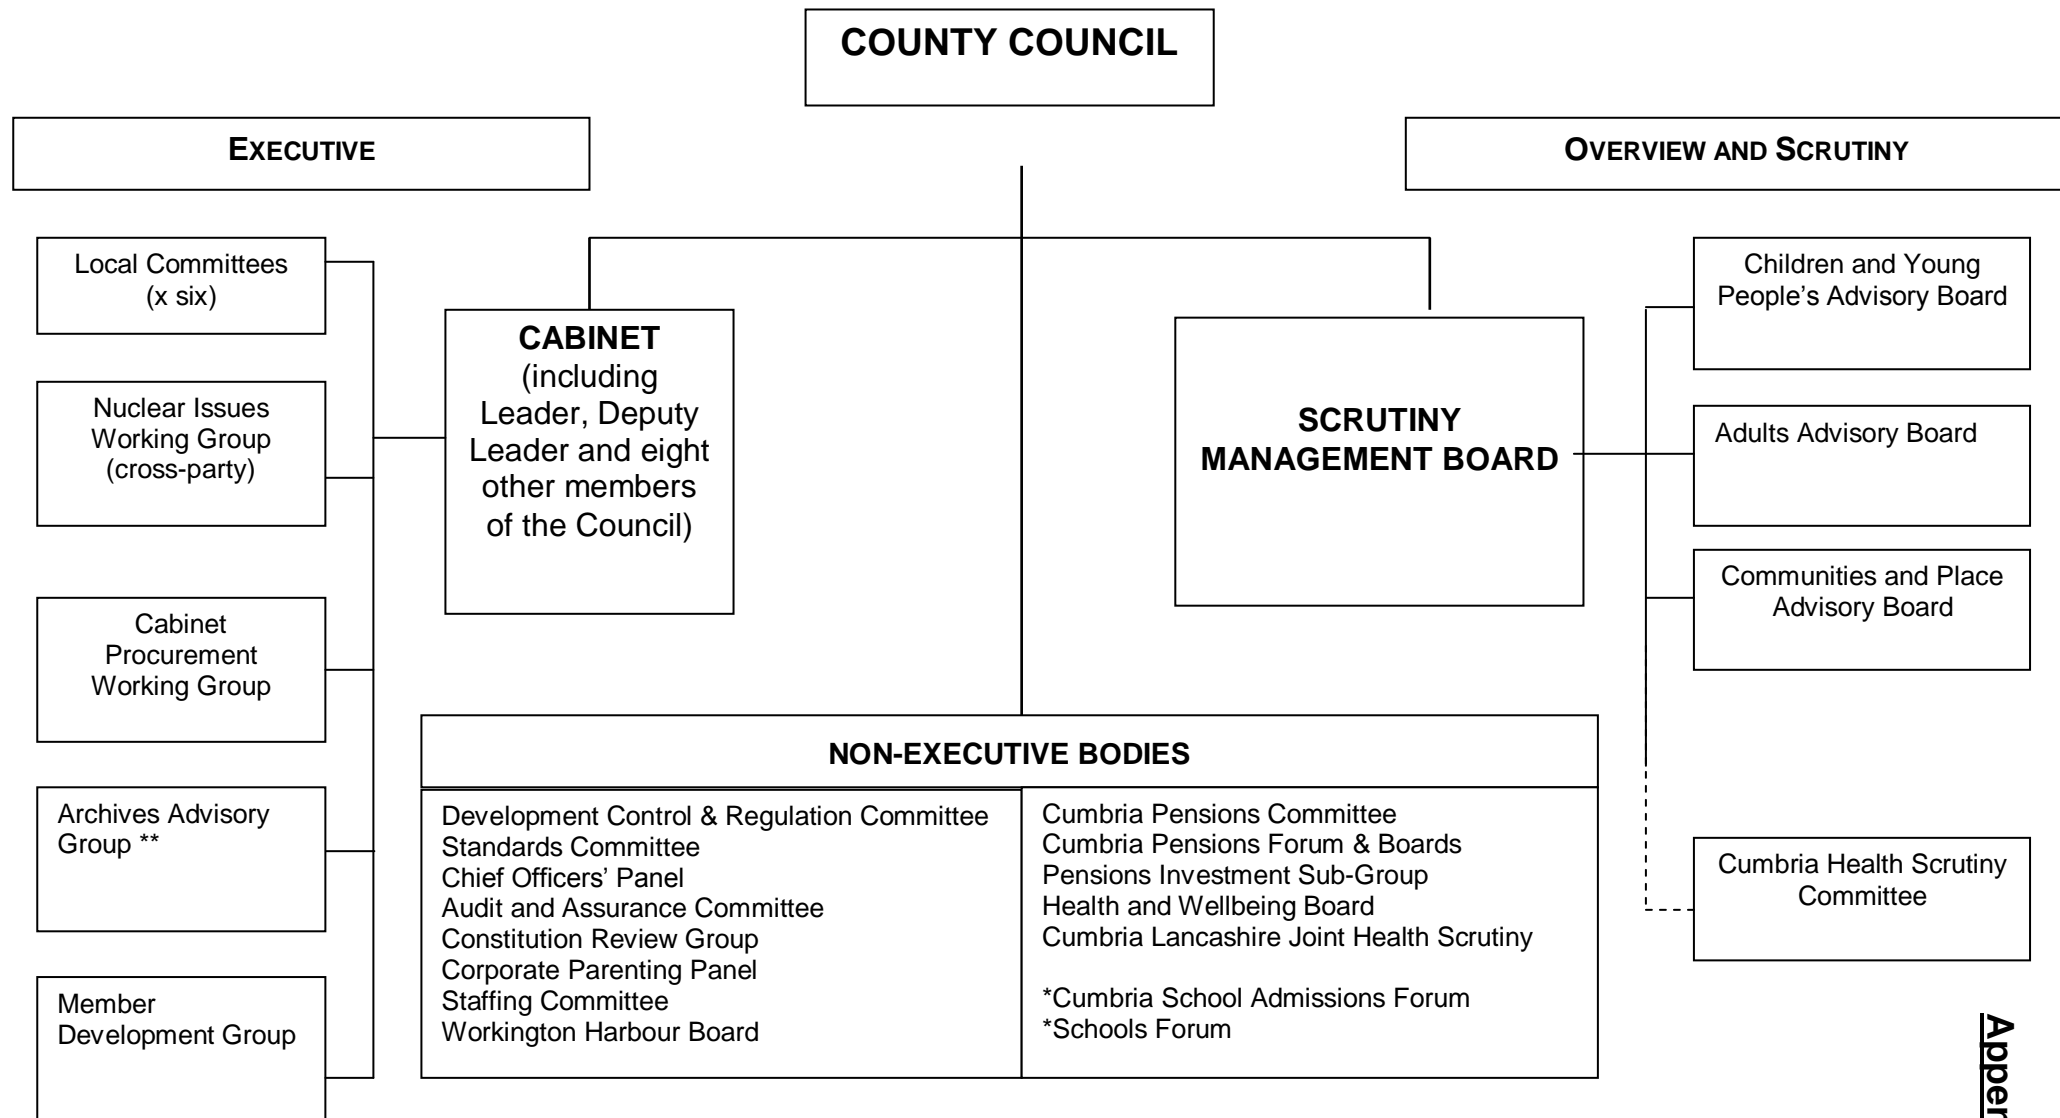 COUNTY COUNCIL
EXECUTIVE
OVERVIEW AND SCRUTINY
Local Committees
(x six)
Nuclear Issues
Working Group
(cross-party)
Cabinet
Procurement
Working Group
Archives Advisory
Group **
Member
Development Group
CABINET
(including
Leader, Deputy
Leader and eight
other members
of the Council)
SCRUTINY
MANAGEMENT BOARD
Children and Young
People’s Advisory Board
Adults Advisory Board
Communities and Place
Advisory Board
Cumbria Health Scrutiny
Committee
NON-EXECUTIVE BODIES
Development Control & Regulation Committee
Standards Committee
Chief Officers’ Panel
Audit and Assurance Committee
Constitution Review Group
Corporate Parenting Panel
Staffing Committee
Workington Harbour Board
Cumbria Pensions Committee
Cumbria Pensions Forum & Boards
Pensions Investment Sub-Group
Health and Wellbeing Board
Cumbria Lancashire Joint Health Scrutiny
*Cumbria School Admissions Forum
*Schools Forum